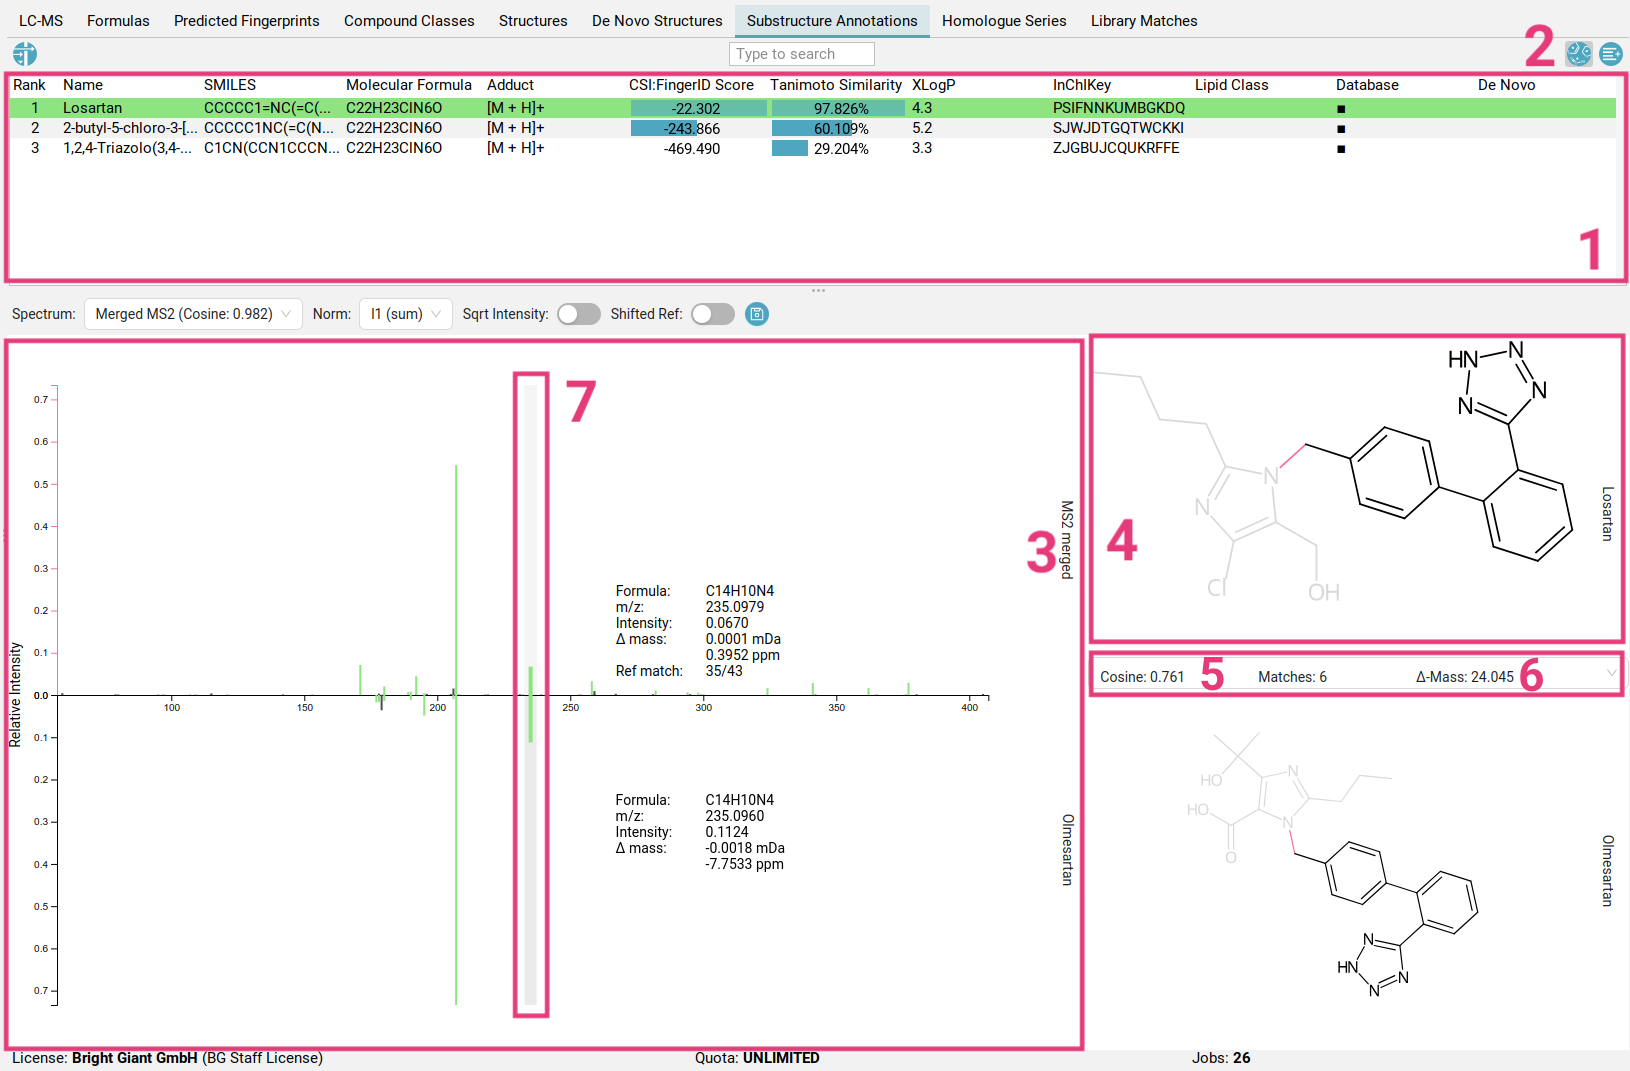 LC-MS Formulas Predicted Fingerprints Compound Classes Structures De Novo Structures Substructure Annotations Homologue Series Library Matches
Type to search
2
Rank Name SMILES Molecular Formula Adduct CSI:FingerID Score Tanimoto Similarity XLogP InChIKey Lipid Class Database De Novo
1 Losartan CCCCC1=NC(=C(... C22H23ClN6O [M + H]+ -22.302 97.826% 4.3 PSIFNNKUMBGKDQ ■
2 2-butyl-5-chloro-3-[... CCCCC1NC(=C(N... C22H23ClN6O [M + H]+ -243.866 60.109% 5.2 SJWJDTGQTWCKKI ■
3 1,2,4-Triazolo(3,4-... C1CN(CCN1CCCN... C22H23ClN6O [M + H]+ -469.490 29.204% 3.3 ZJGBUJCQUKRFFE ■
1
Spectrum: Merged MS2 (Cosine: 0.982) Norm: l1 (sum) Sqrt Intensity: Shifted Ref:
7
3
Relative Intensity
0.7
0.6
0.5
0.4
0.3
0.2
0.1
0.0
0.1
0.2
0.3
0.4
0.5
0.6
0.7
100 150 200 250 300 350 400
Formula: C14H10N4
m/z: 235.0979
Intensity: 0.0670
Δ mass: 0.0001 mDa
0.3952 ppm
Ref match: 35/43
MS2 merged
Formula: C14H10N4
m/z: 235.0960
Intensity: 0.1124
Δ mass: -0.0018 mDa
-7.7533 ppm
Olmesartan
HN N
N N
N
N
Cl OH
4
Losartan
Cosine: 0.761 5 Matches: 6 Δ-Mass: 24.045 6
HO N
HO
N
O
N
HN N
N
Olmesartan
License: Bright Giant GmbH (BG Staff License) Quota: UNLIMITED Jobs: 26